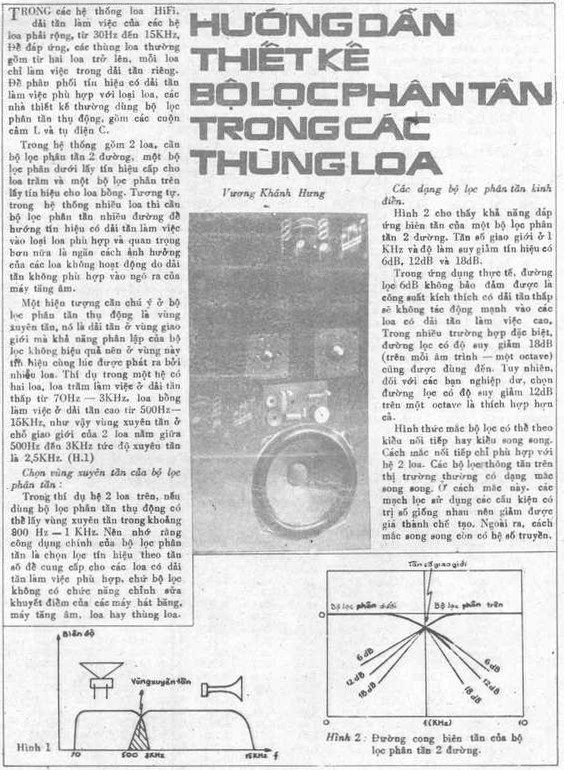 HƯỚNG DẪN
THIẾT KẾ
BỘ LỌC PHÂN TẦN
TRONG CÁC
THÙNG LOA
Vương Khánh Hưng
TRONG các hệ thống loa HiFi,
dải tần làm việc của các hệ
loa phải rộng, từ 30Hz đến 15KHz,
Để đáp ứng, các thùng loa thường
gồm từ hai loa trở lên, mỗi loa
chỉ làm việc trong dải tần riêng.
Để phân phối tín hiệu có dải tần
làm việc phù hợp với loại loa, các
nhà thiết kế thường dùng bộ lọc
phân tần thụ động, gồm các cuộn
cảm L và tụ điện C.
Trong hệ thống gồm 2 loa, cần
bộ lọc phân tần 2 đường, một bộ
lọc phân dưới lấy tín hiệu cấp cho
loa trầm và một bộ lọc phân trên
lấy tín hiệu cho loa bổng. Tương tự,
trong hệ thống nhiều loa thì cần
bộ lọc phân tần nhiều đường để
hướng tín hiệu có dải tần làm việc
vào loại loa phù hợp và quan trọng
hơn nữa là ngăn cách ảnh hưởng
của các loa không hoạt động do dải
tần không phù hợp vào ngõ ra của
máy tăng âm.
Một hiện tượng cần chú ý ở bộ
lọc phân tần thụ động là vùng
xuyên tần, nó là dải tần ở vùng giao
giới mà khả năng phân lập của bộ
lọc không hiệu quả nên ở vùng này
tín hiệu cùng lúc được phát ra bởi
nhiều loa. Thí dụ trong một hệ có
hai loa, loa trầm làm việc ở dải tần
thấp từ 70Hz — 3KHz, loa bổng
làm việc ở dải tần cao từ 500Hz—
15KHz, như vậy vùng xuyên tần ở
chỗ giao giới của 2 loa nằm giữa
500Hz đến 3KHz tức độ xuyên tần
là 2,5KHz. (H.1)
Chọn vùng xuyên tần của bộ lọc
phân tần :
Trong thí dụ hệ 2 loa trên, nếu
dùng bộ lọc phân tần thụ động có
thể lấy vùng xuyên tần trong khoảng
800 Hz — 1 KHz. Nên nhớ rằng
công dụng chính của bộ lọc phân
tần là chọn lọc tín hiệu theo tần
số để cung cấp cho các loa có dải
tần làm việc phù hợp, chứ bộ lọc
không có chức năng chỉnh sửa
khuyết điểm của các máy hát băng,
máy tăng âm, loa hay thùng loa.
Các dạng bộ lọc phân tần kinh
điển.
Hình 2 cho thấy khả năng đáp
ứng biên tần của một bộ lọc phân
tần 2 đường. Tần số giao giới ở 1
KHz và độ làm suy giảm tín hiệu có
6dB, 12dB và 18dB.
Trong ứng dụng thực tế, đường
lọc 6dB không bảo đảm được là
công suất kích thích có dải tần thấp
sẽ không tác động mạnh vào các
loa có dải tần làm việc cao.
Trong nhiều trường hợp đặc biệt,
đường lọc có độ suy giảm 18dB
(trên mỗi âm trình — một octave)
cũng được dùng đến. Tuy nhiên,
đối với các bạn nghiệp dư, chọn
đường lọc có độ suy giảm 12dB
trên một octave là thích hợp hơn
cả.
Hình thức mắc bộ lọc có thể theo
kiểu nối tiếp hay kiểu song song.
Cách mắc nối tiếp chỉ phù hợp với
hệ 2 loa. Các bộ lọc thông tần trên
thị trường thường có dạng mắc
song song. Ở cách mắc này, các
mạch lọc sử dụng các cấu kiện có
trị số giống nhau nên giảm được
giá thành chế tạo. Ngoài ra, cách
mắc song song còn có hệ số truyền.
Biên độ
Vùng xuyên tần
70
500
3KHz
15KHz
f
Hình 1
Tần số giao giới
Bộ lọc phân dưới
Bộ lọc phân trên
0
6 dB
12 dB
18 dB
6 dB
12 dB
18 dB
1 (KHz)
10
Hình 2 : Đường cong biên tần của bộ
lọc phân tần 2 đường.